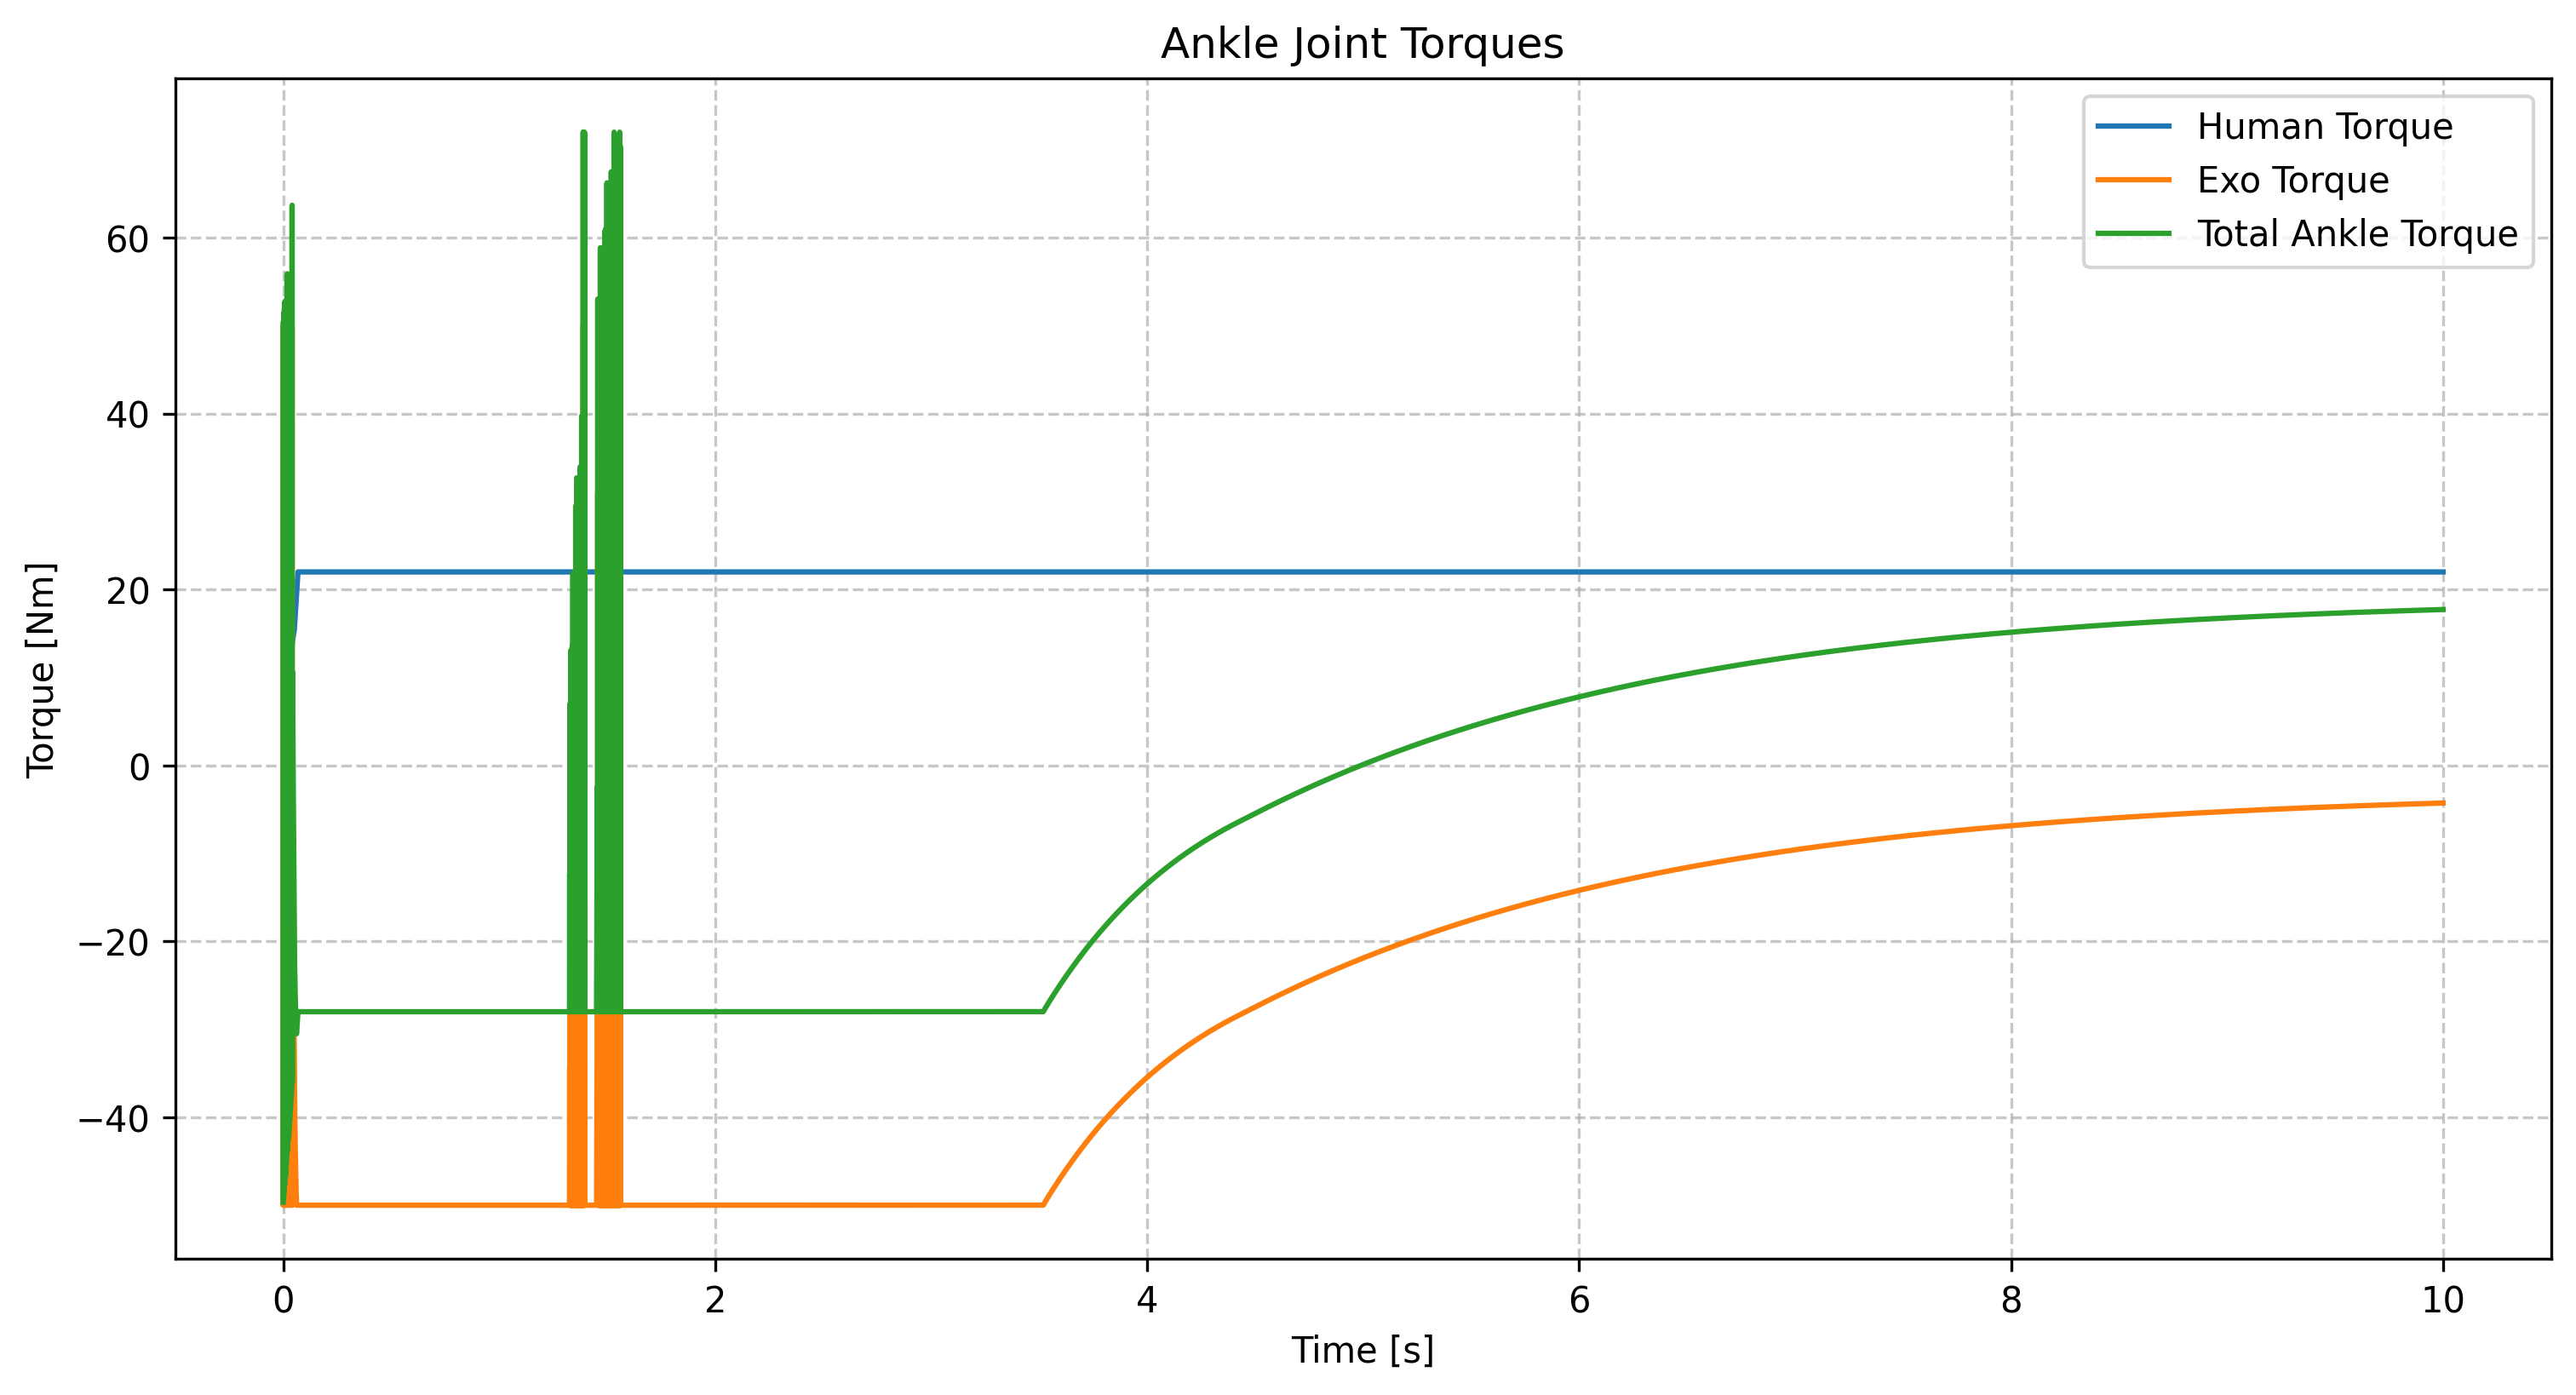 Ankle Joint Torques
Human Torque
Exo Torque
Total Ankle Torque
60
40
20
0
−20
−40
Torque [Nm]
0 2 4 6 8 10
Time [s]